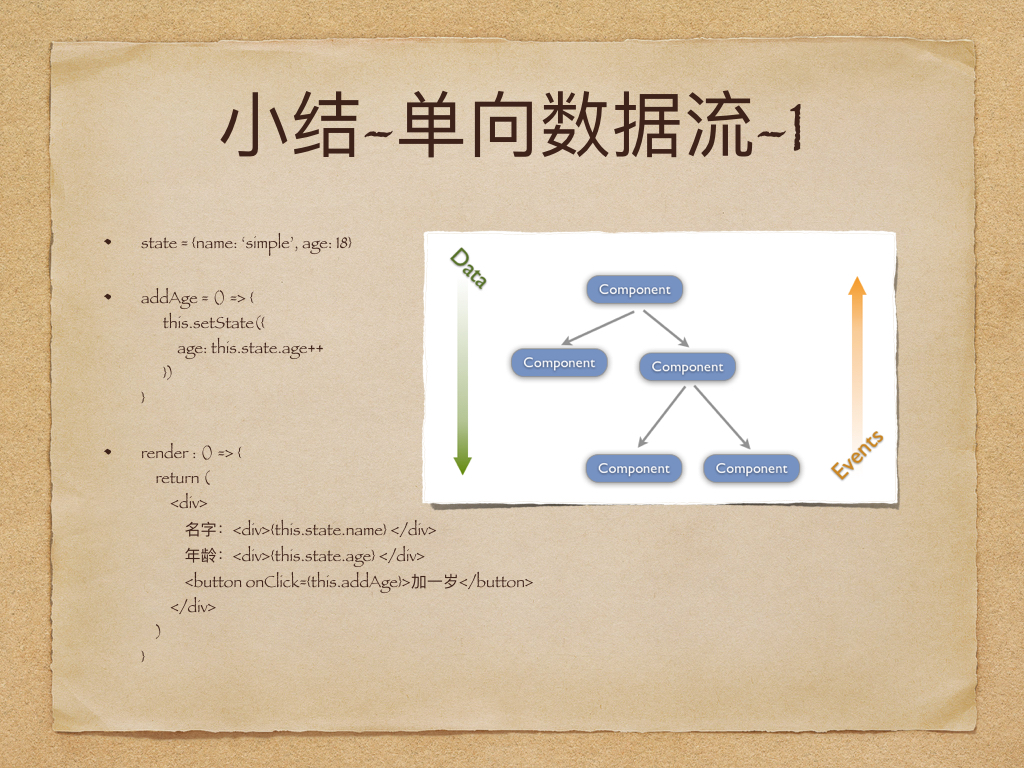 小结~单向数据流~1
• state = {name: ‘simple’, age: 18}
• addAge = () => {
this.setState({
age: this.state.age++
})
}
• render : () => {
return (
<div>
名字：<div>{this.state.name} </div>
年龄：<div>{this.state.age} </div>
<button onClick={this.addAge}>加一岁</button>
</div>
)
}
Data
Component
Component
Component
Component
Component
Events